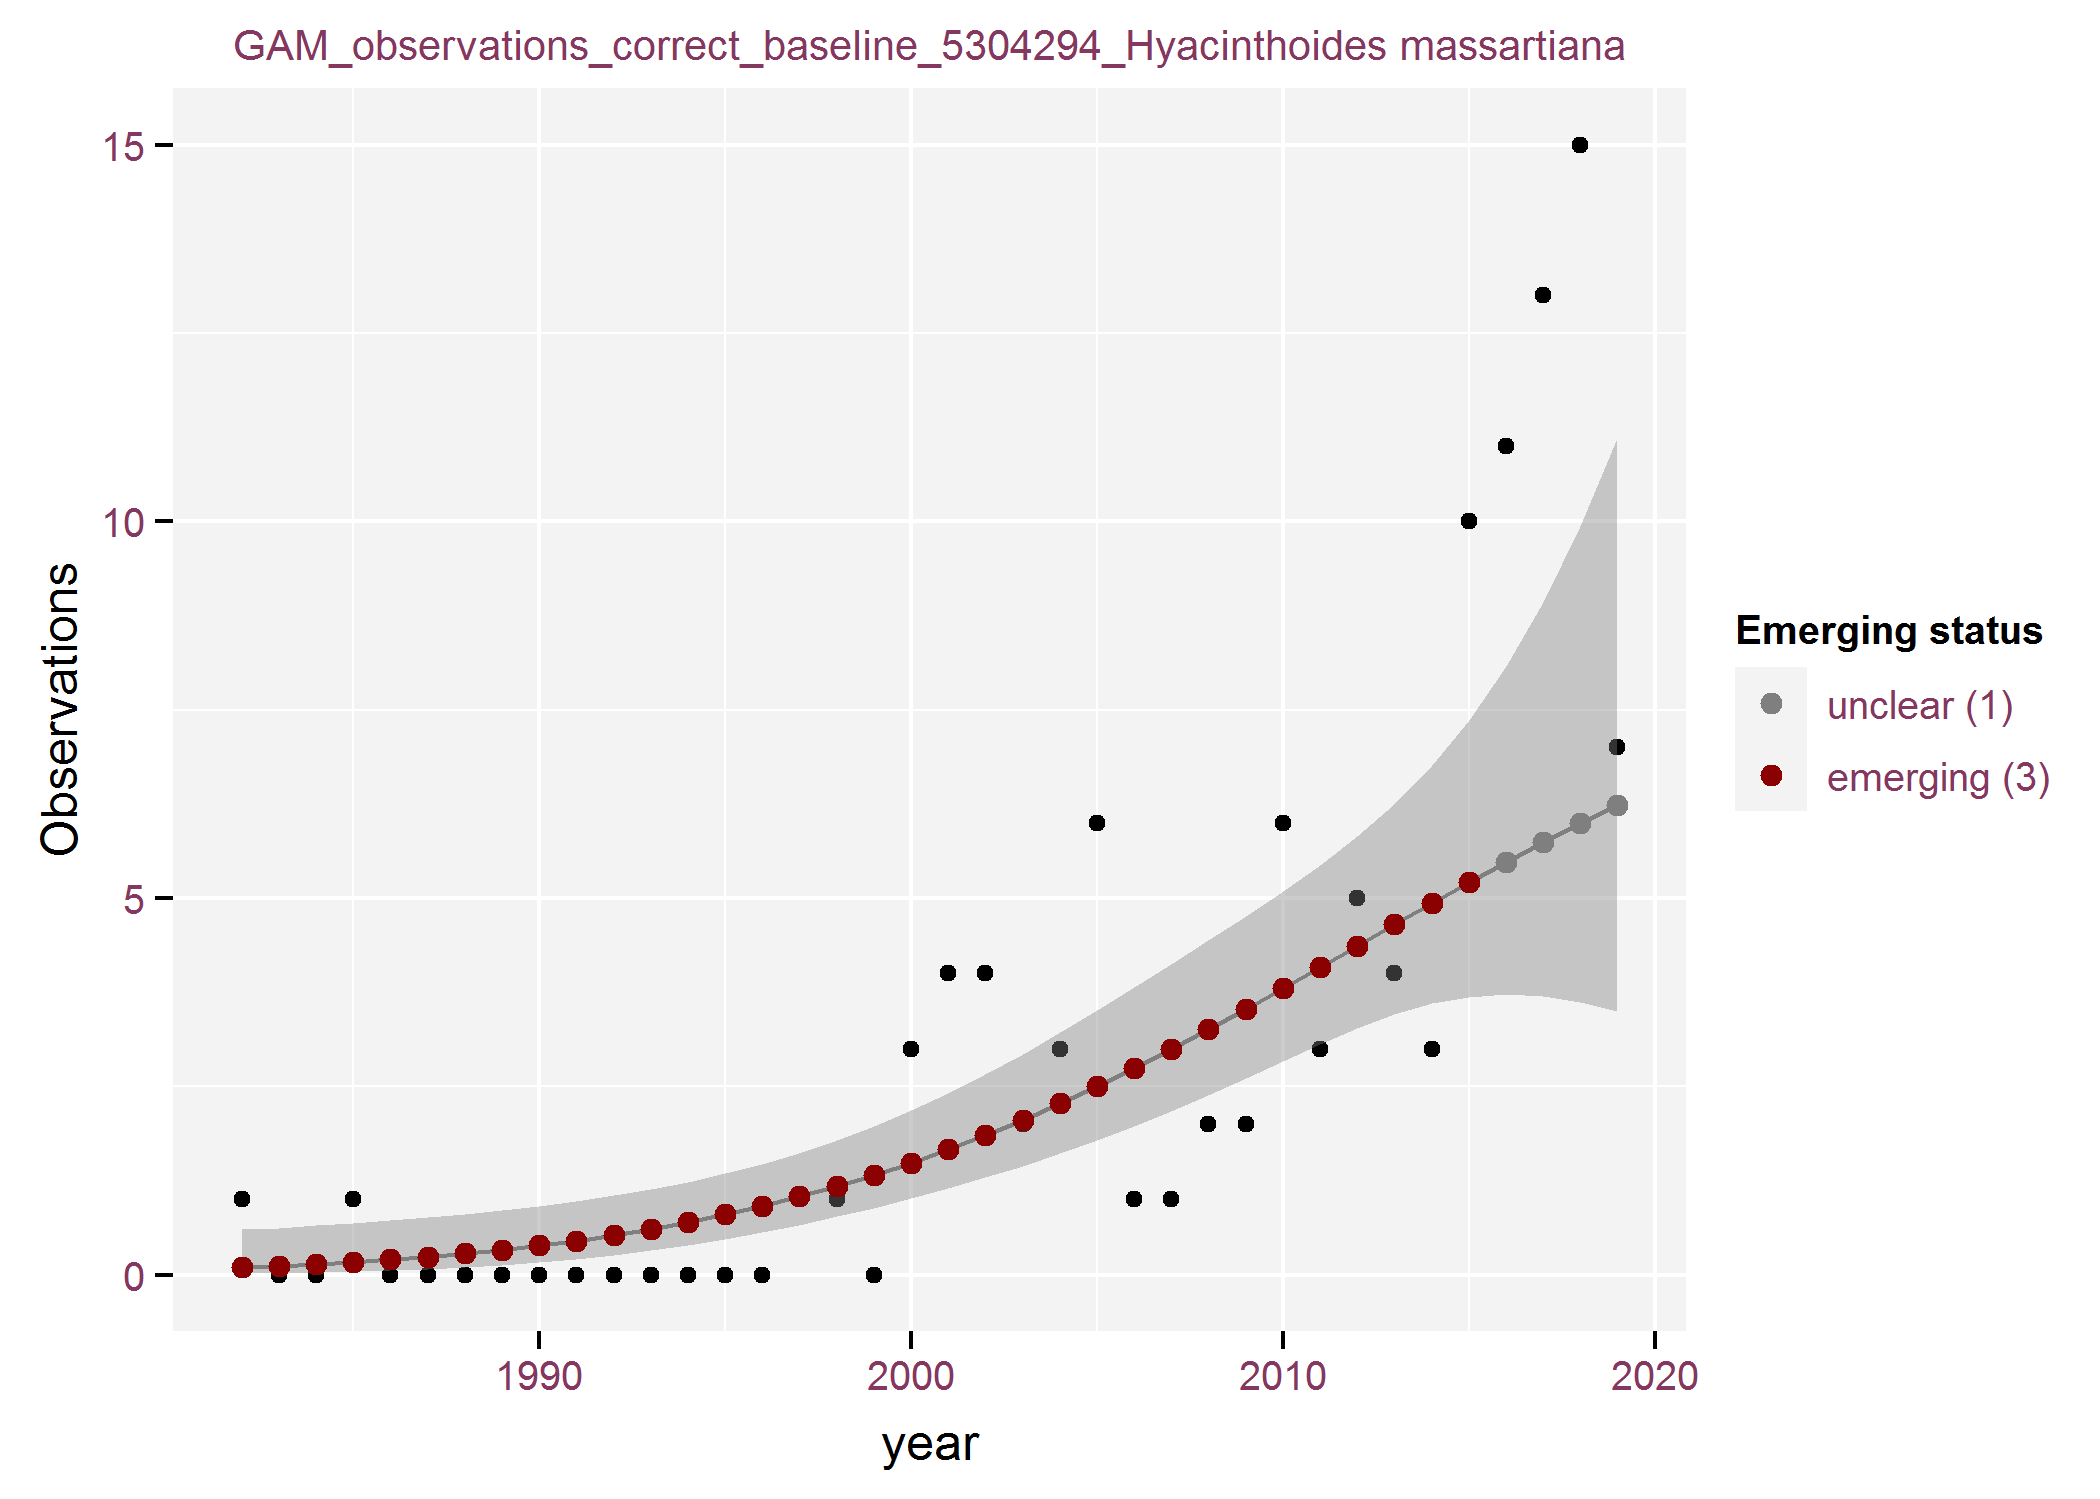 GAM_observations_correct_baseline_5304294_Hyacinthoides massartiana
15
10
5
0
Observations
1990 2000 2010 2020
year
Emerging status
unclear (1)
emerging (3)